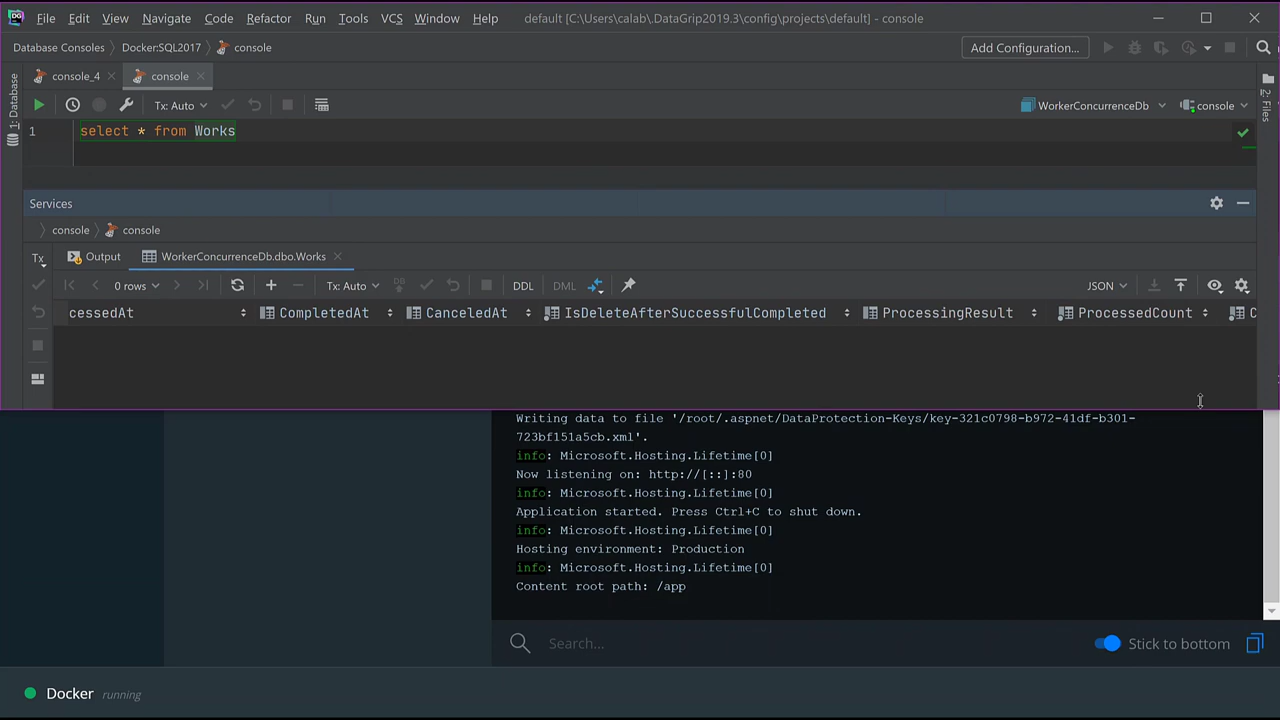 DG File Edit View Navigate Code Refactor Run Tools VCS Window Help default [C:\Users\calab\.DataGrip2019.3\config\projects\default] - console
Database Consoles Docker:SQL2017 console Add Configuration...
1: Database
console_4 console
2: Files
Tx: Auto WorkerConcurrenceDb console
1 select * from Works
Services
console console
Tx Output WorkerConcurrenceDb.dbo.Works
0 rows Tx: Auto DB DDL DML JSON
cessedAt CompletedAt CanceledAt IsDeleteAfterSuccessfulCompleted ProcessingResult ProcessedCount C
Writing data to file '/root/.aspnet/DataProtection-Keys/key-321c0798-b972-41df-b301-
723bf151a5cb.xml'.
info: Microsoft.Hosting.Lifetime[0]
Now listening on: http://[::]:80
info: Microsoft.Hosting.Lifetime[0]
Application started. Press Ctrl+C to shut down.
info: Microsoft.Hosting.Lifetime[0]
Hosting environment: Production
info: Microsoft.Hosting.Lifetime[0]
Content root path: /app
Search... Stick to bottom
Docker running